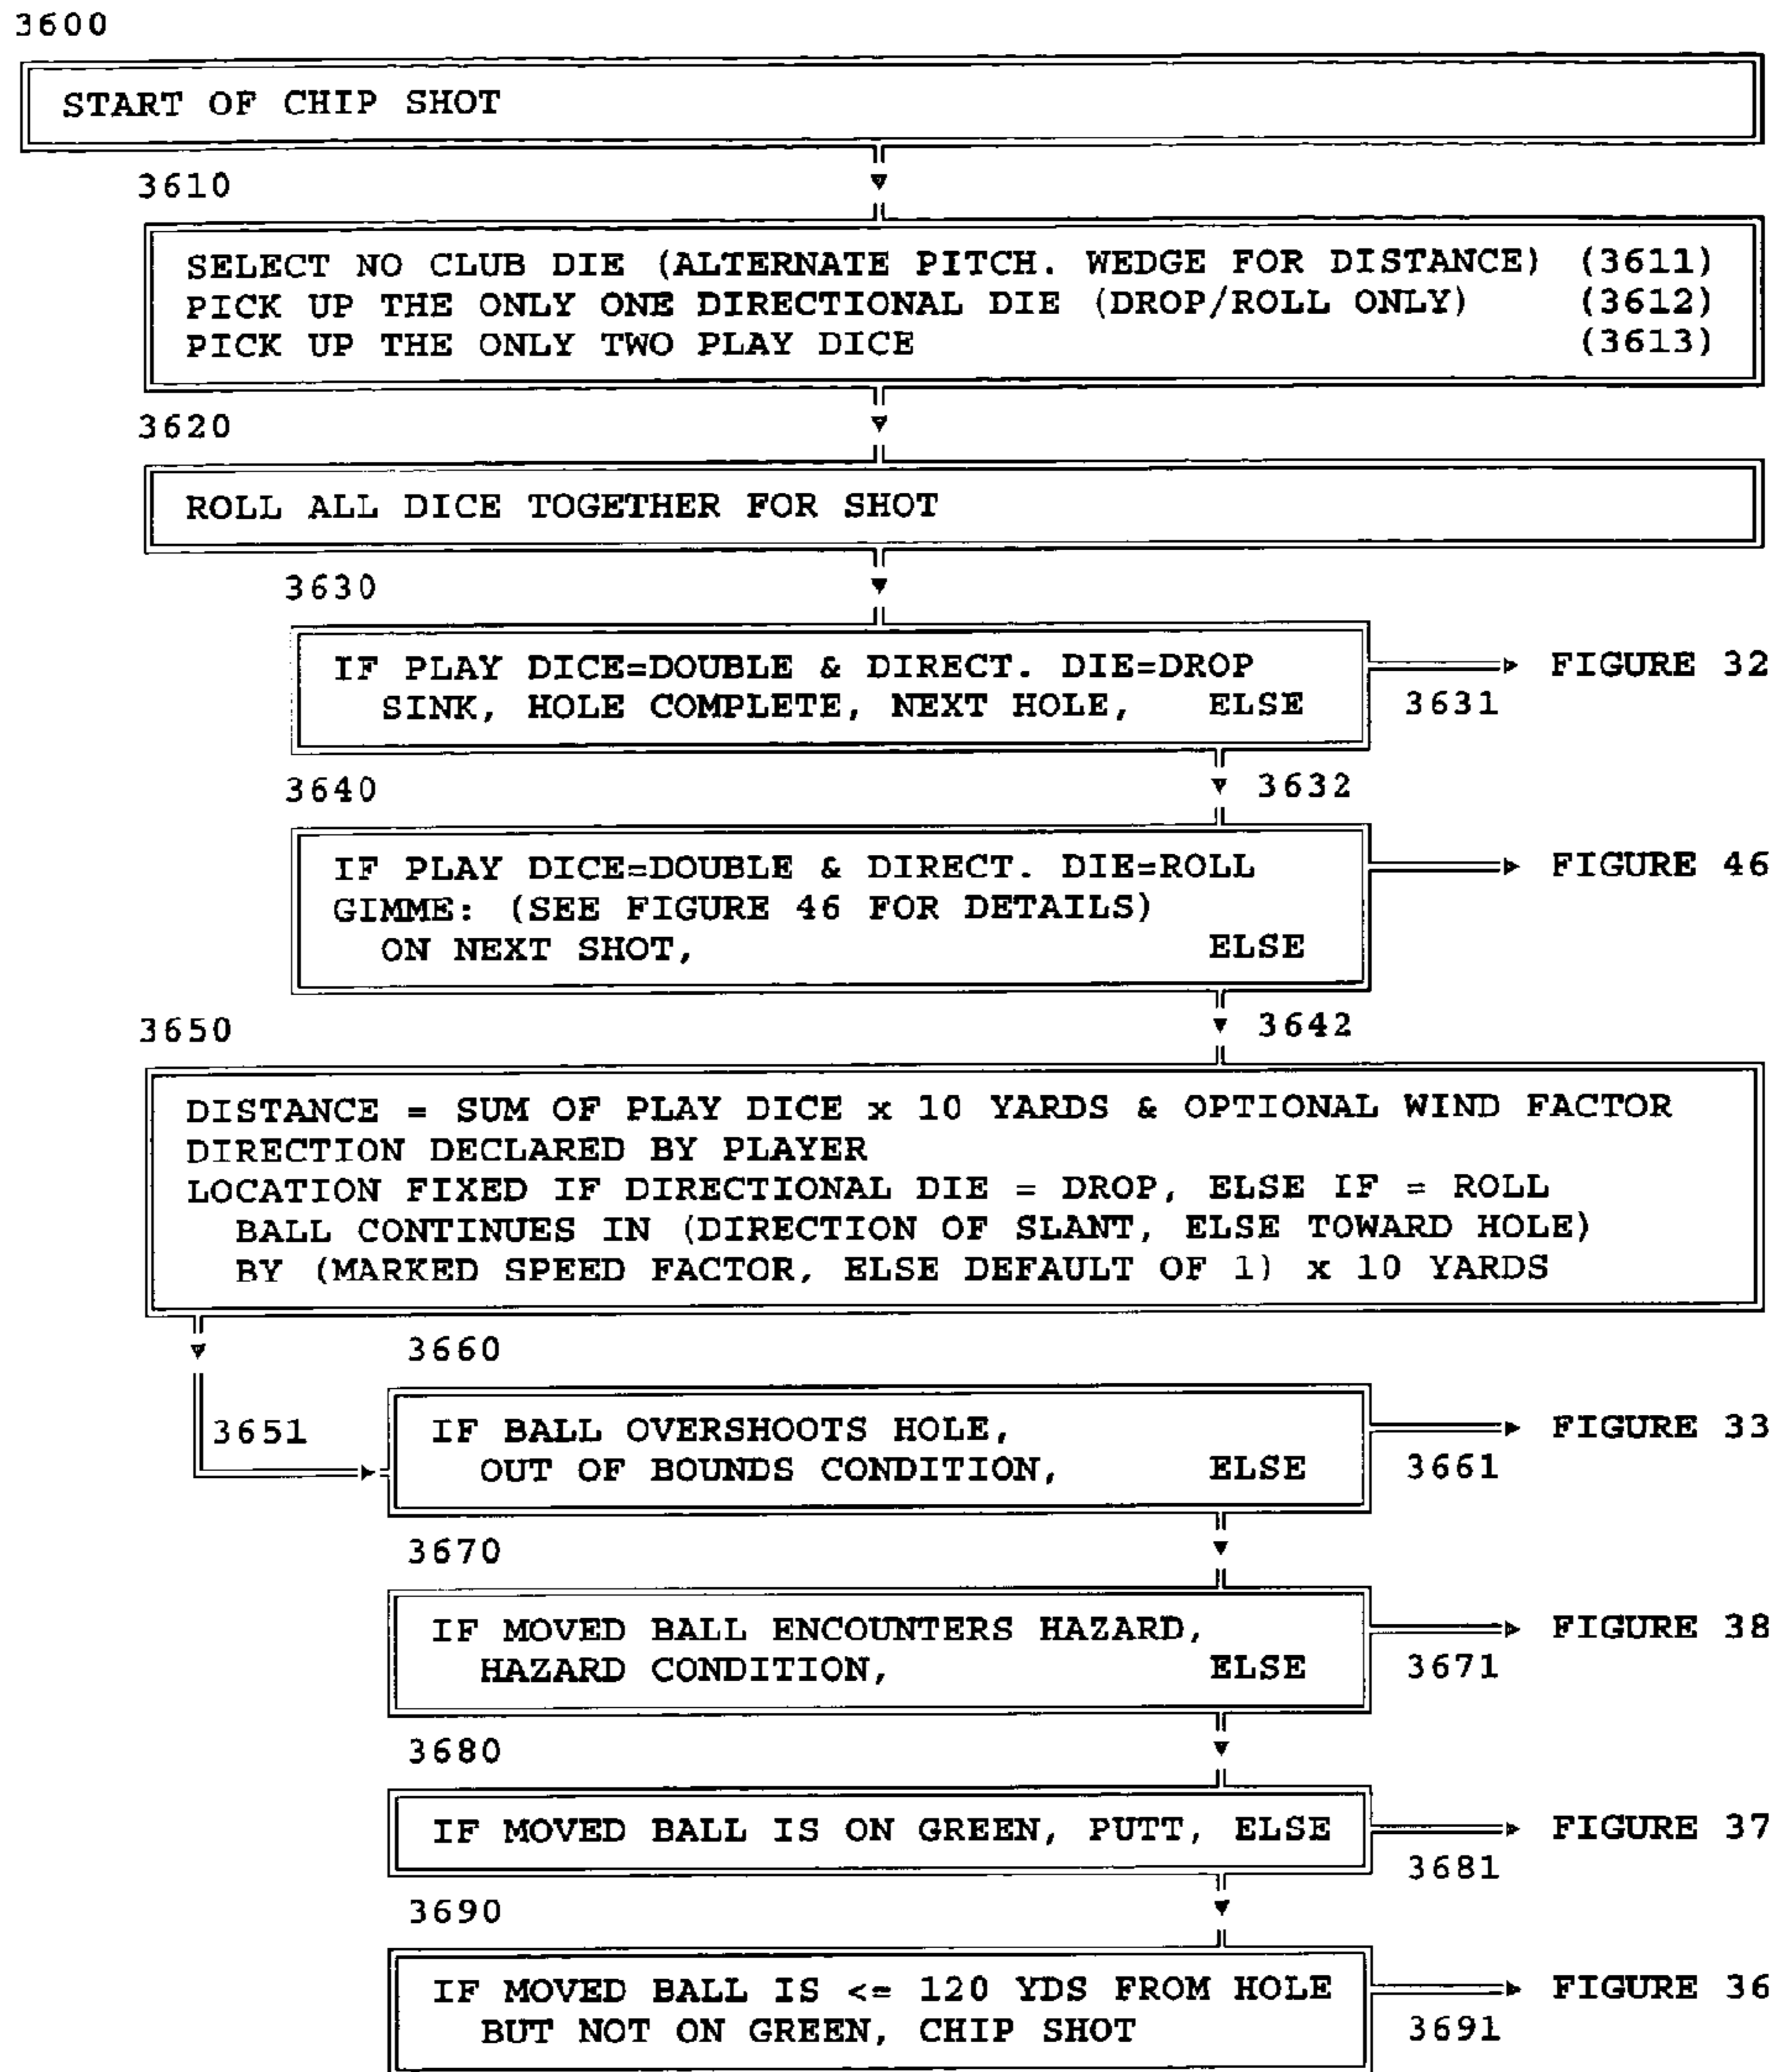 3600
START OF CHIP SHOT
3610
SELECT NO CLUB DIE (ALTERNATE PITCH. WEDGE FOR DISTANCE) (3611)
PICK UP THE ONLY ONE DIRECTIONAL DIE (DROP/ROLL ONLY) (3612)
PICK UP THE ONLY TWO PLAY DICE (3613)
3620
ROLL ALL DICE TOGETHER FOR SHOT
3630
IF PLAY DICE=DOUBLE & DIRECT. DIE=DROP
SINK, HOLE COMPLETE, NEXT HOLE, ELSE
FIGURE 32
3631
3632
3640
IF PLAY DICE=DOUBLE & DIRECT. DIE=ROLL
GIMME: (SEE FIGURE 46 FOR DETAILS)
ON NEXT SHOT, ELSE
FIGURE 46
3642
3650
DISTANCE = SUM OF PLAY DICE x 10 YARDS & OPTIONAL WIND FACTOR
DIRECTION DECLARED BY PLAYER
LOCATION FIXED IF DIRECTIONAL DIE = DROP, ELSE IF = ROLL
BALL CONTINUES IN (DIRECTION OF SLANT, ELSE TOWARD HOLE)
BY (MARKED SPEED FACTOR, ELSE DEFAULT OF 1) x 10 YARDS
3651
3660
IF BALL OVERSHOOTS HOLE,
OUT OF BOUNDS CONDITION, ELSE
FIGURE 33
3661
3670
IF MOVED BALL ENCOUNTERS HAZARD,
HAZARD CONDITION, ELSE
FIGURE 38
3671
3680
IF MOVED BALL IS ON GREEN, PUTT, ELSE
FIGURE 37
3681
3690
IF MOVED BALL IS <= 120 YDS FROM HOLE
BUT NOT ON GREEN, CHIP SHOT
FIGURE 36
3691